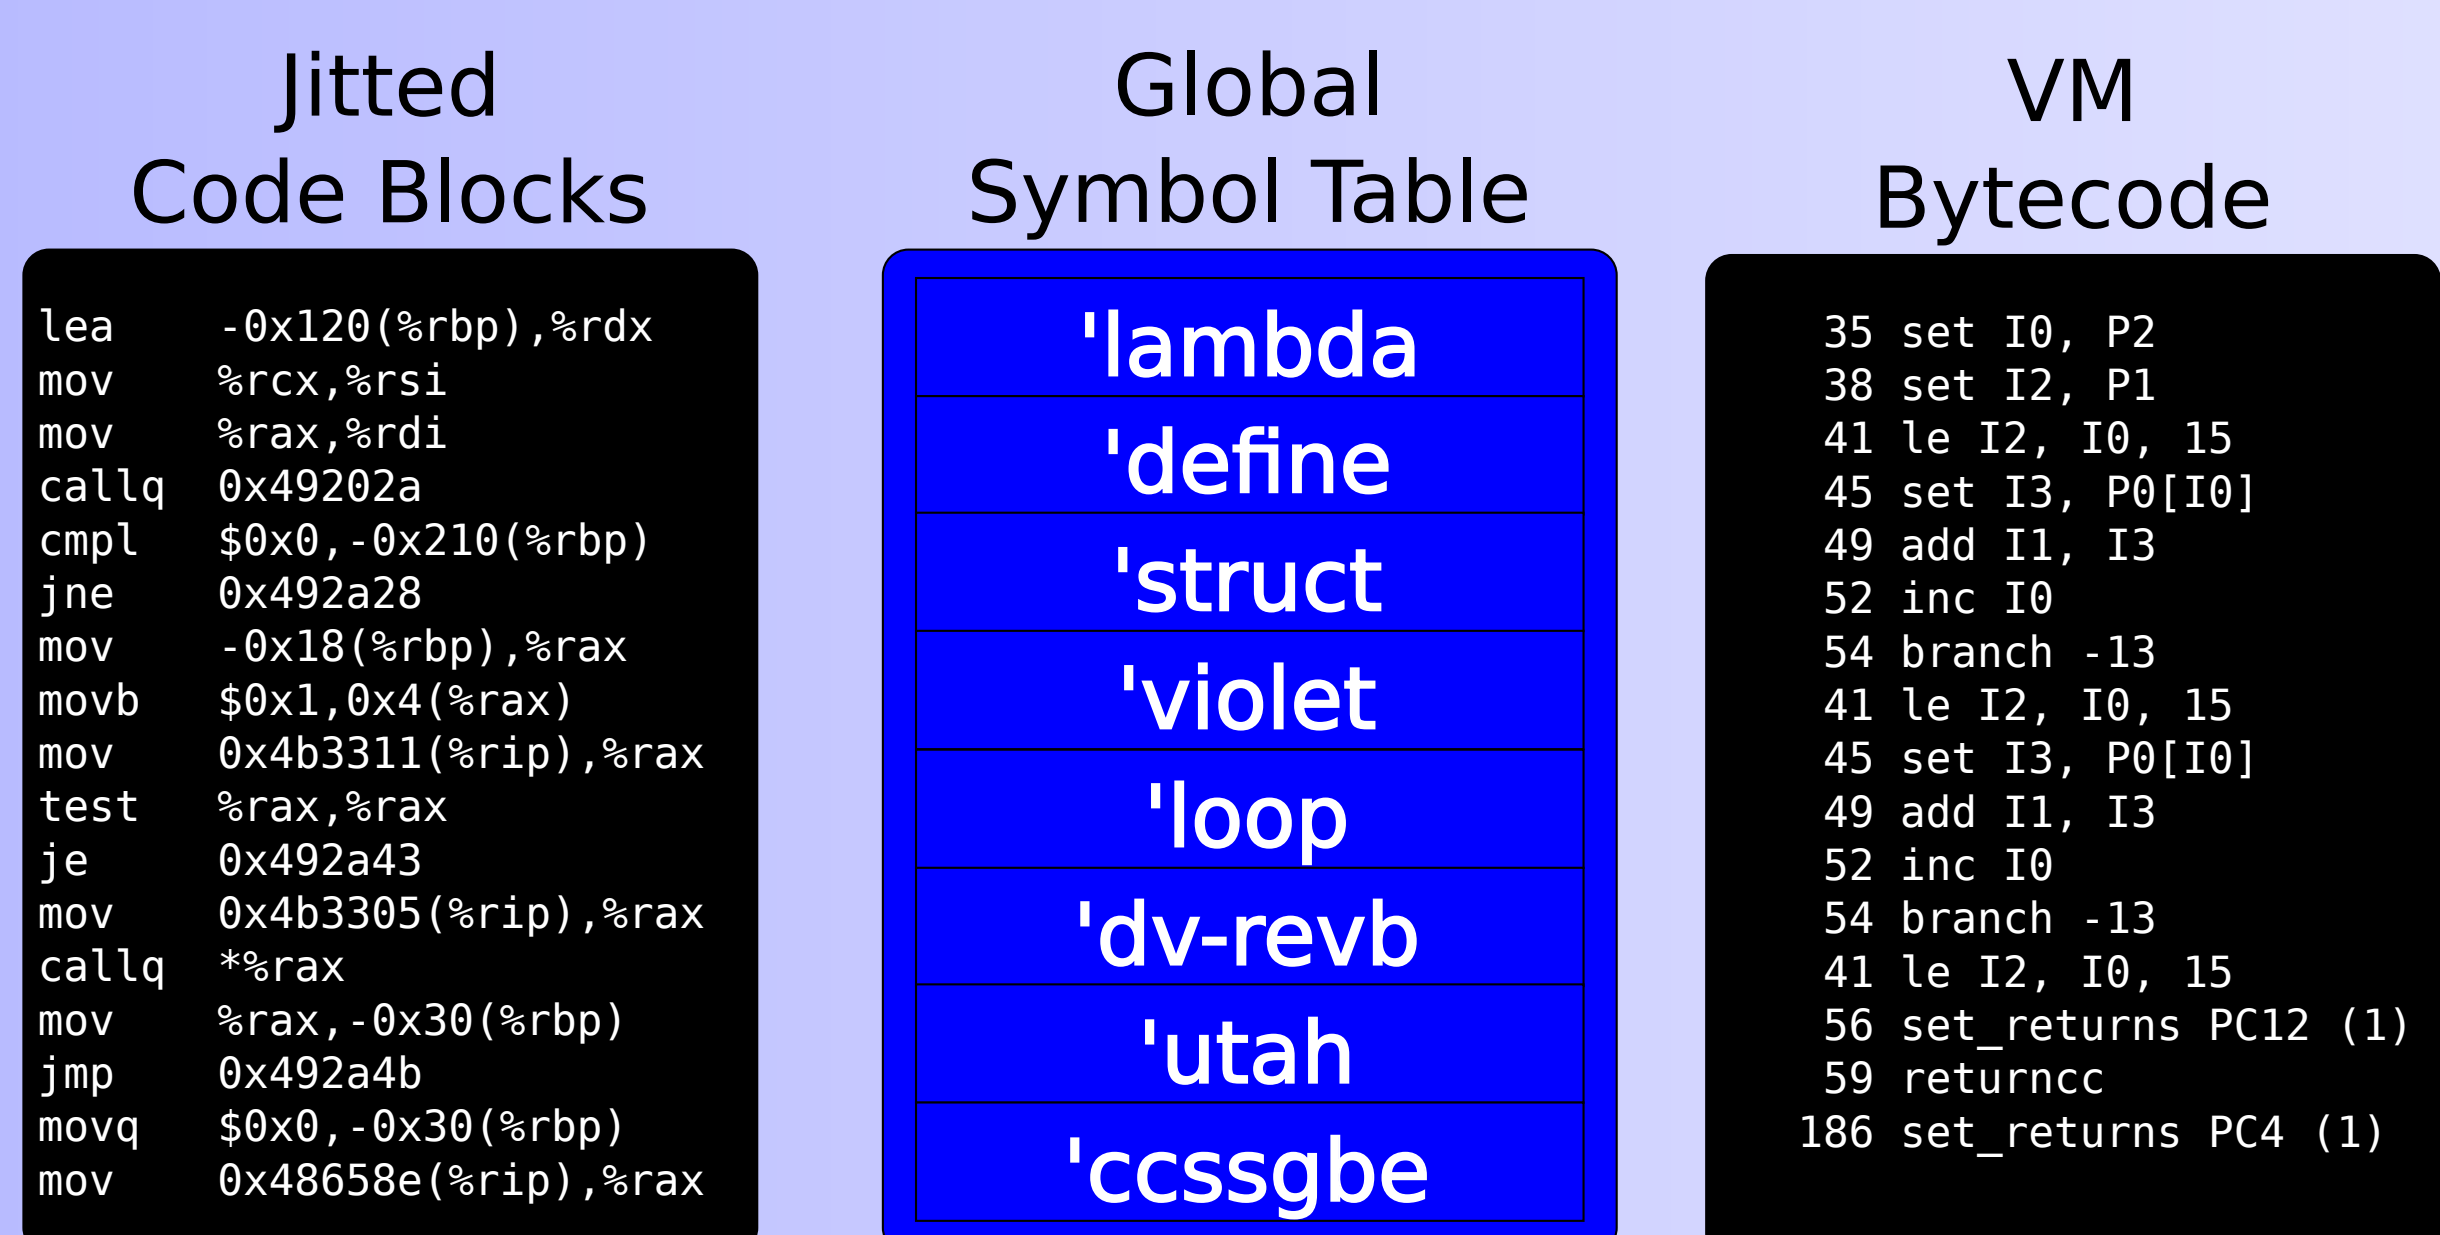 Jitted
Code Blocks
lea -0x120(%rbp),%rdx
mov %rcx,%rsi
mov %rax,%rdi
callq 0x49202a
cmpl $0x0,-0x210(%rbp)
jne 0x492a28
mov -0x18(%rbp),%rax
movb $0x1,0x4(%rax)
mov 0x4b3311(%rip),%rax
test %rax,%rax
je 0x492a43
mov 0x4b3305(%rip),%rax
callq *%rax
mov %rax,-0x30(%rbp)
jmp 0x492a4b
movq $0x0,-0x30(%rbp)
mov 0x48658e(%rip),%rax
Global
Symbol Table
'lambda
'define
'struct
'violet
'loop
'dv-revb
'utah
'ccssgbe
VM
Bytecode
35 set I0, P2
38 set I2, P1
41 le I2, I0, 15
45 set I3, P0[I0]
49 add I1, I3
52 inc I0
54 branch -13
41 le I2, I0, 15
45 set I3, P0[I0]
49 add I1, I3
52 inc I0
54 branch -13
41 le I2, I0, 15
56 set_returns PC12 (1)
59 returncc
186 set_returns PC4 (1)